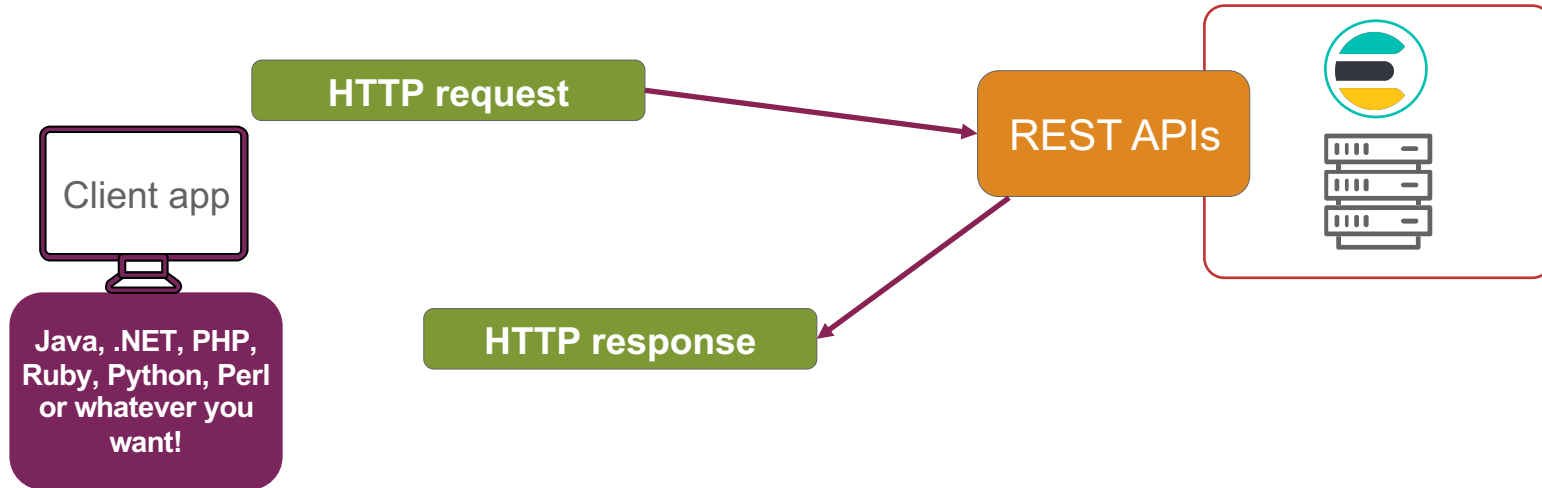 HTTP request
REST APIs
Client app
HTTP response
Java, .NET, PHP,
Ruby, Python, Perl
or whatever you
want!